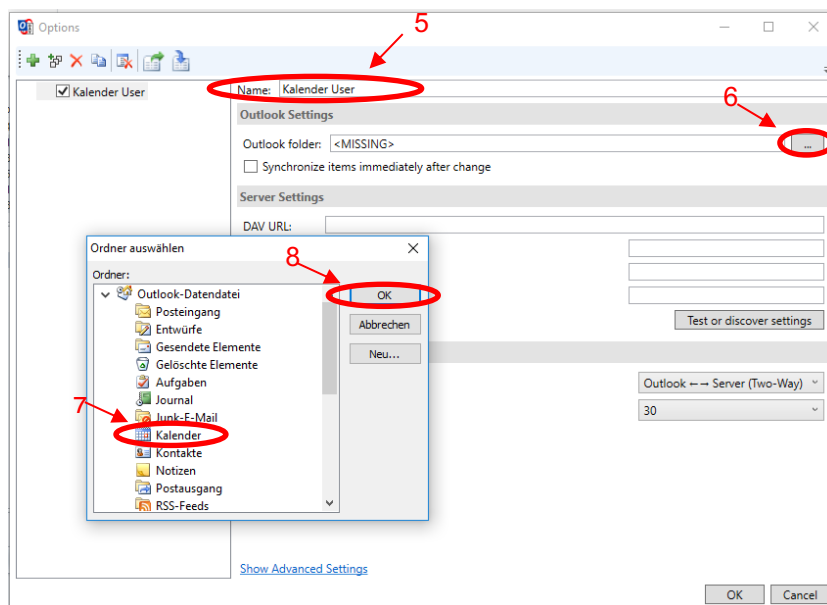 Options
5
Kalender User
Name: Kalender User
6
Outlook Settings
Outlook folder: <MISSING> ...
Synchronize items immediately after change
Server Settings
DAV URL:
Test or discover settings
Outlook ←→ Server (Two-Way)
30
Ordner auswählen
8
Ordner:
Outlook-Datendatei
Posteingang
Entwürfe
Gesendete Elemente
Gelöschte Elemente
Aufgaben
Journal
Junk-E-Mail
7
Kalender
Kontakte
Notizen
Postausgang
RSS-Feeds
OK
Abbrechen
Neu...
Show Advanced Settings
OK Cancel